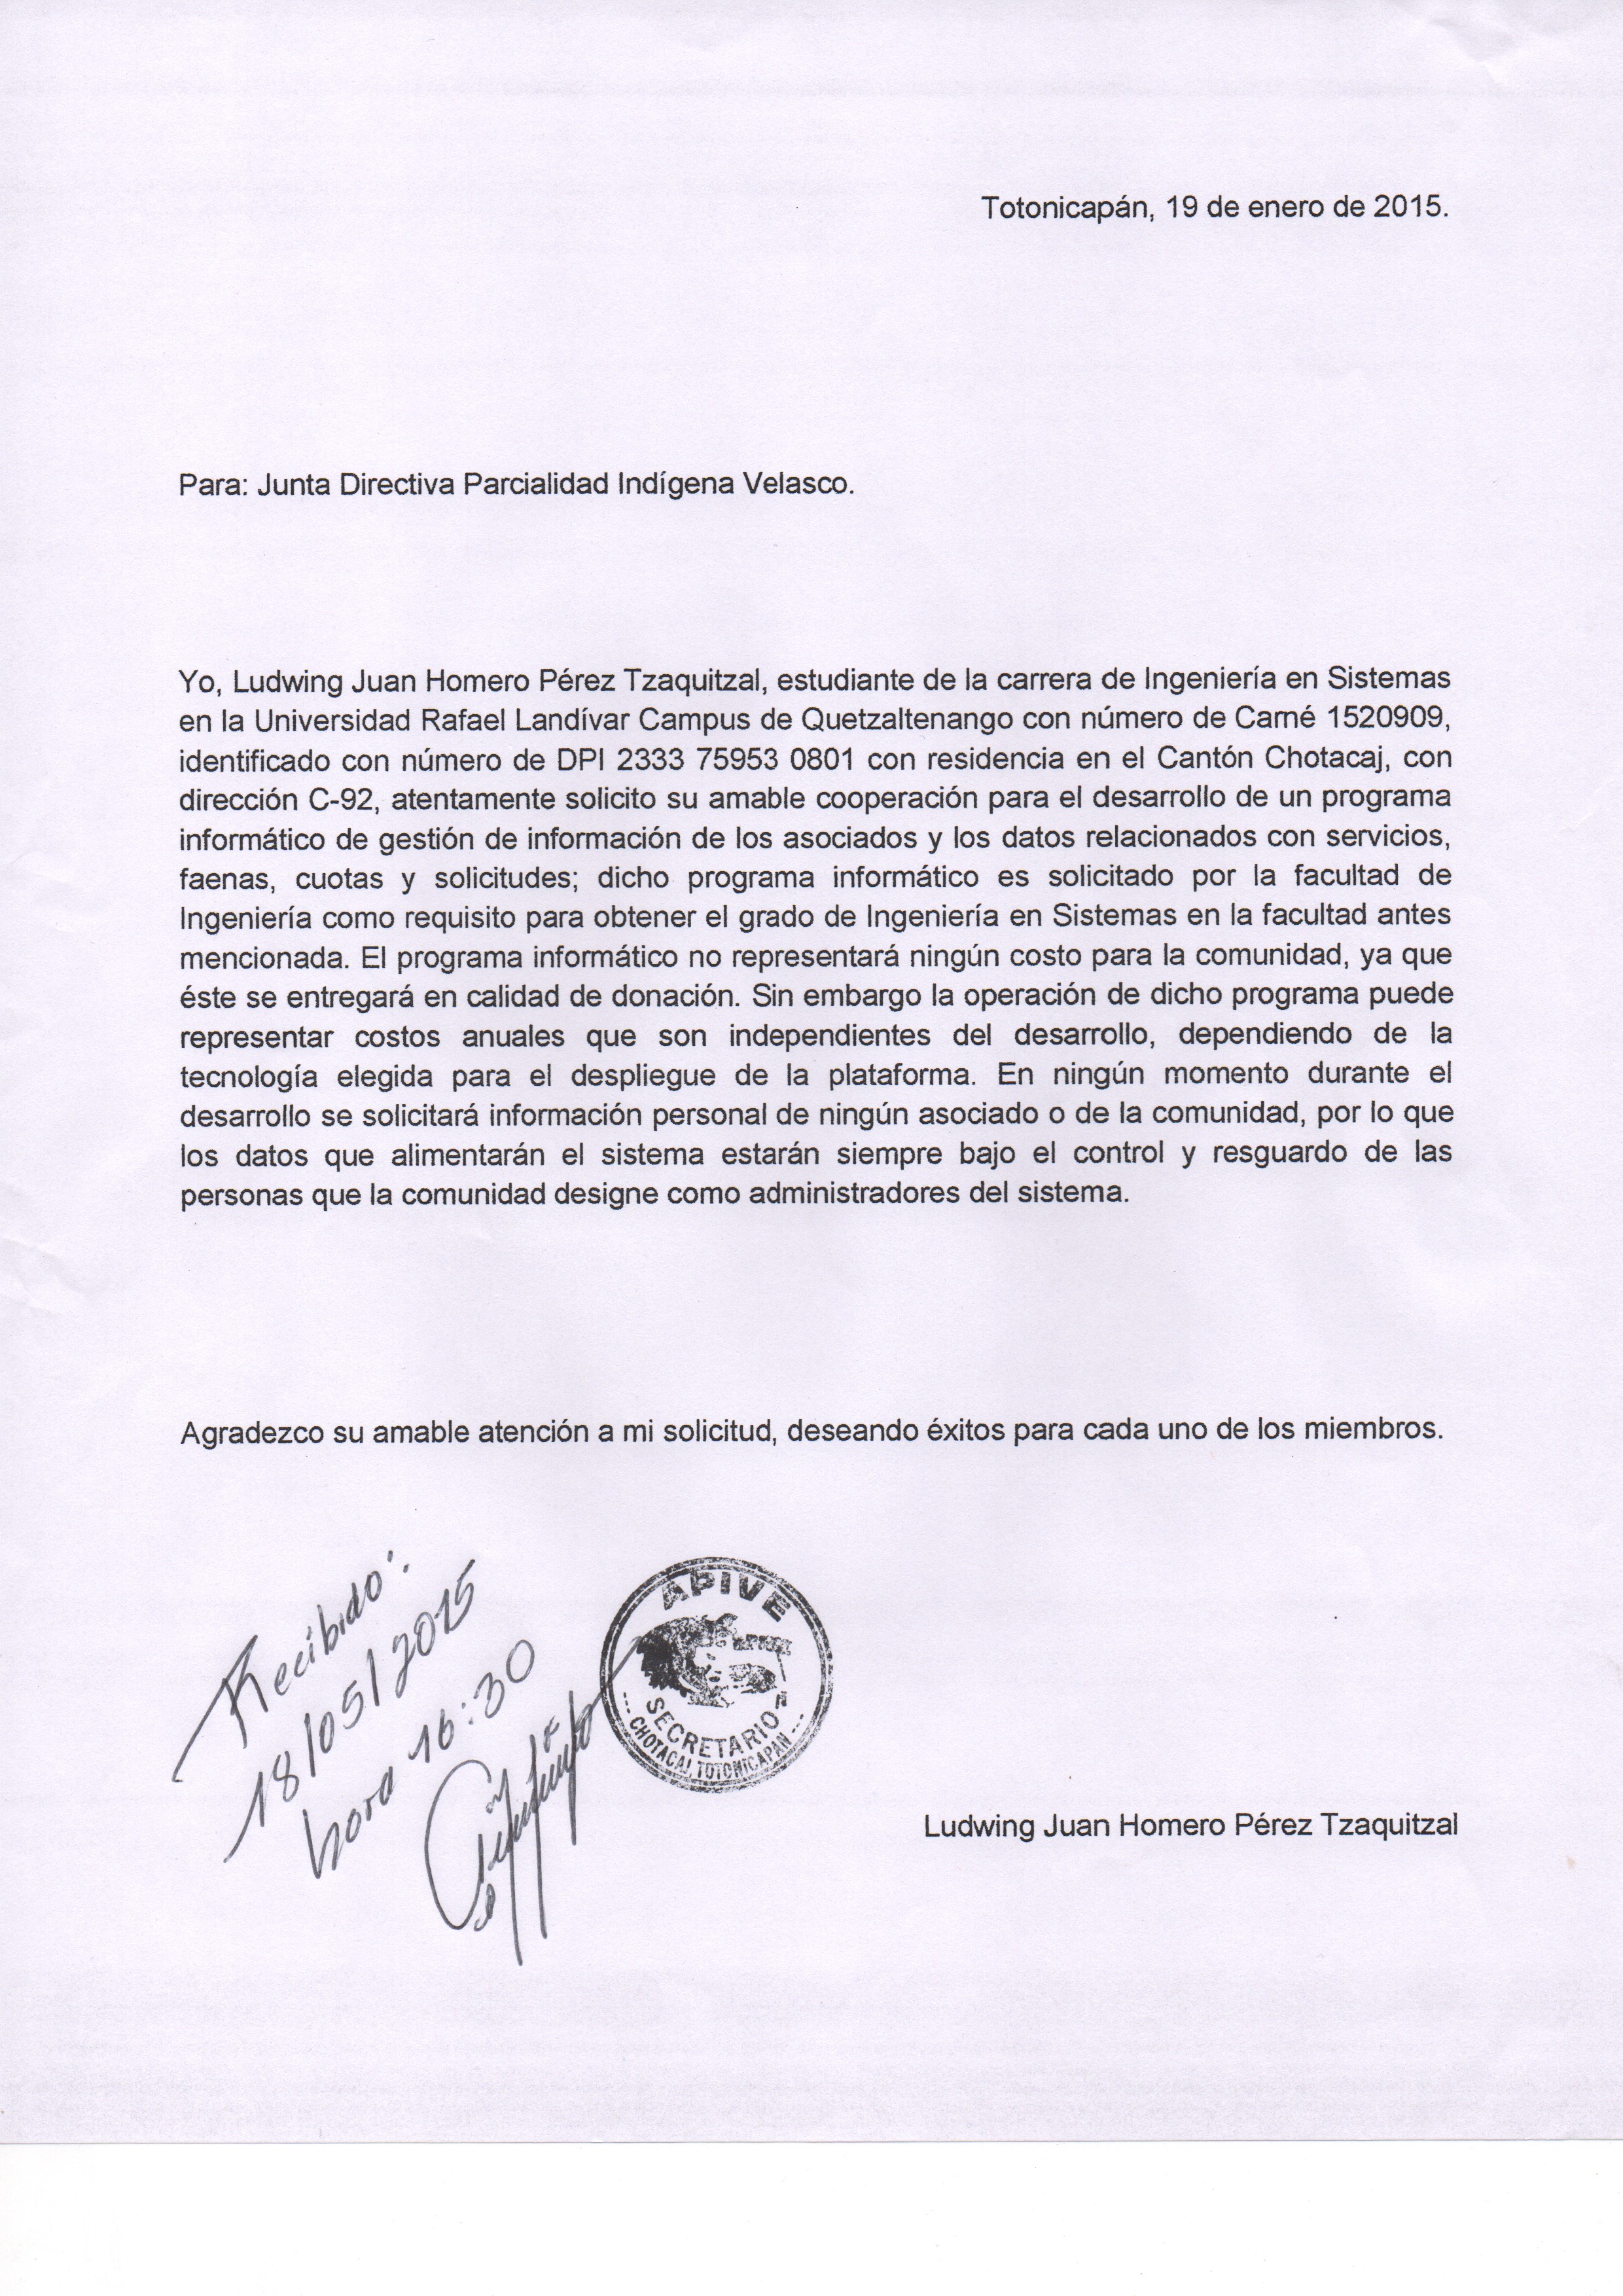 Totonicapán, 19 de enero de 2015.
Para: Junta Directiva Parcialidad Indígena Velasco.
Yo, Ludwing Juan Homero Pérez Tzaquitzal, estudiante de la carrera de Ingeniería en Sistemas
en la Universidad Rafael Landívar Campus de Quetzaltenango con número de Carné 1520909,
identificado con número de DPI 2333 75953 0801 con residencia en el Cantón Chotacaj, con
dirección C-92, atentamente solicito su amable cooperación para el desarrollo de un programa
informático de gestión de información de los asociados y los datos relacionados con servicios,
faenas, cuotas y solicitudes; dicho programa informático es solicitado por la facultad de
Ingeniería como requisito para obtener el grado de Ingeniería en Sistemas en la facultad antes
mencionada. El programa informático no representará ningún costo para la comunidad, ya que
éste se entregará en calidad de donación. Sin embargo la operación de dicho programa puede
representar costos anuales que son independientes del desarrollo, dependiendo de la
tecnología elegida para el despliegue de la plataforma. En ningún momento durante el
desarrollo se solicitará información personal de ningún asociado o de la comunidad, por lo que
los datos que alimentarán el sistema estarán siempre bajo el control y resguardo de las
personas que la comunidad designe como administradores del sistema.
Agradezco su amable atención a mi solicitud, deseando éxitos para cada uno de los miembros.
Recibido:
18/05/2015
hora 16:30
APIVE
SECRETARIO
--- CHOTACAJ, TOTONICAPAN ---
Ludwing Juan Homero Pérez Tzaquitzal